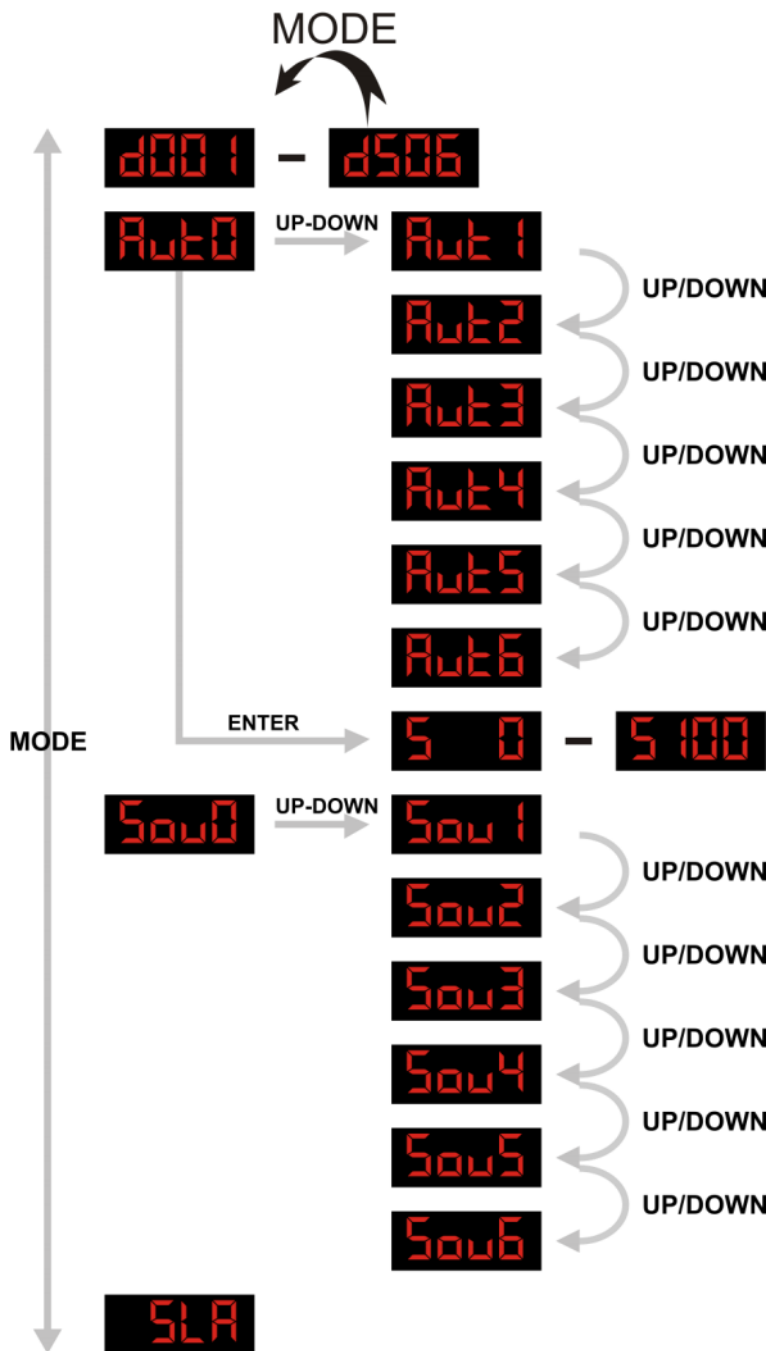 MODE
d001 - d506
Aut0 UP-DOWN Aut1
UP/DOWN
Aut2
UP/DOWN
Aut3
UP/DOWN
Aut4
UP/DOWN
Aut5
UP/DOWN
Aut6
MODE ENTER S 0 - S100
Sou0 UP-DOWN Sou1
UP/DOWN
Sou2
UP/DOWN
Sou3
UP/DOWN
Sou4
UP/DOWN
Sou5
UP/DOWN
Sou6
SLA